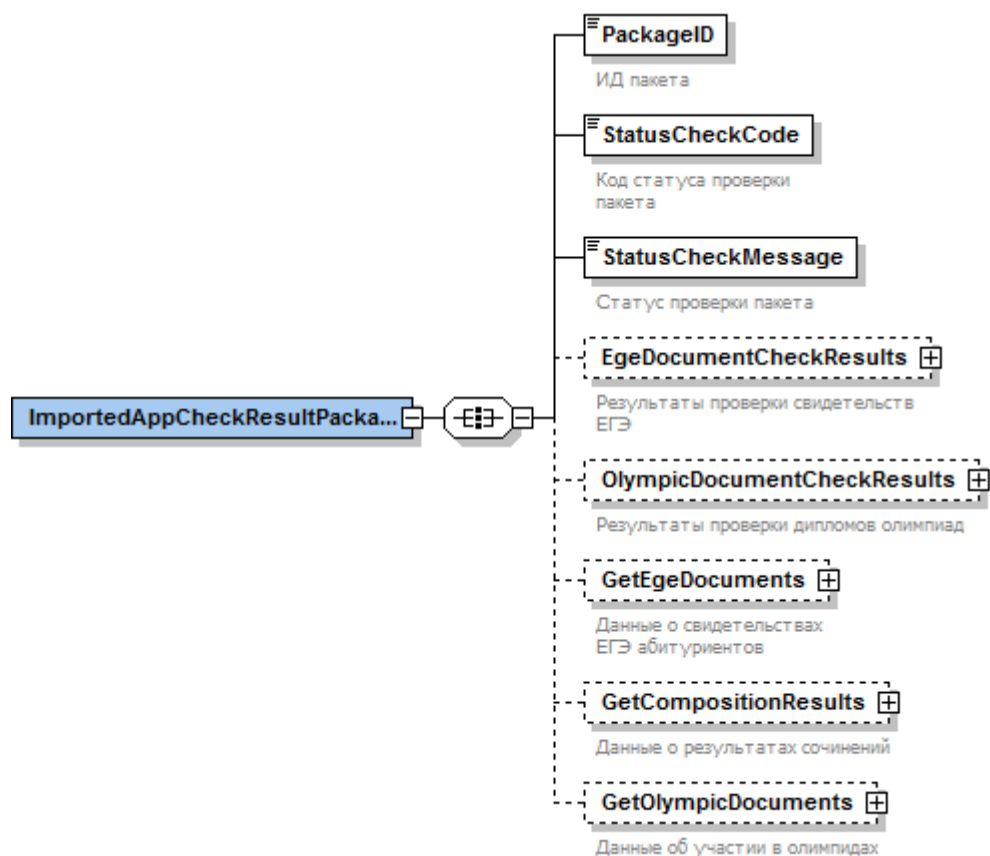 PackageID
ИД пакета
StatusCheckCode
Код статуса проверки
пакета
StatusCheckMessage
Статус проверки пакета
EgeDocumentCheckResults
Результаты проверки свидетельств
ЕГЭ
ImportedAppCheckResultPacka...
OlympicDocumentCheckResults
Результаты проверки дипломов олимпиад
GetEgeDocuments
Данные о свидетельствах
ЕГЭ абитуриентов
GetCompositionResults
Данные о результатах сочинений
GetOlympicDocuments
Данные об участии в олимпидах